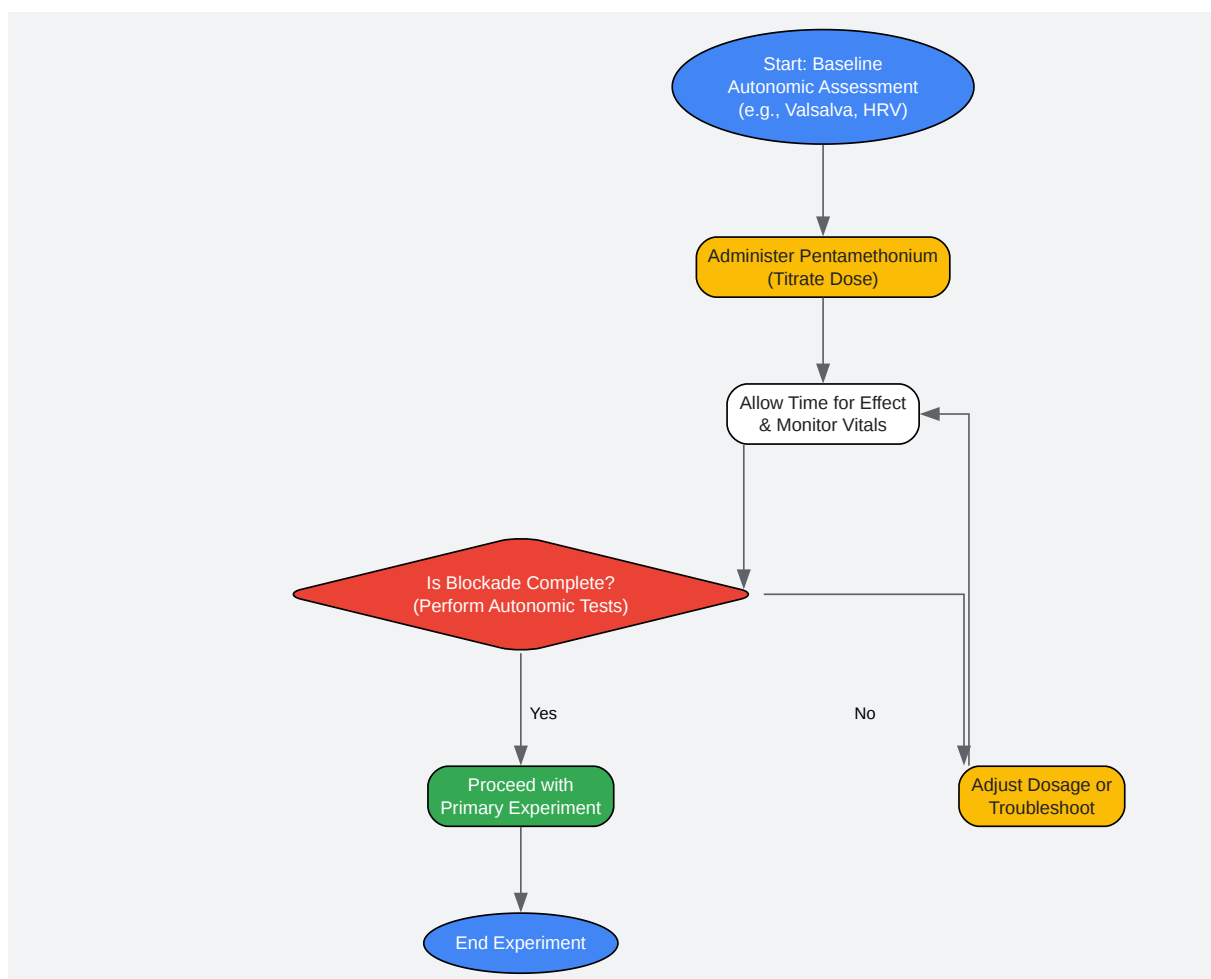 Start: Baseline
Autonomic Assessment
(e.g., Valsalva, HRV)
Administer Pentamethonium
(Titrate Dose)
Allow Time for Effect
& Monitor Vitals
Is Blockade Complete?
(Perform Autonomic Tests)
Yes
No
Proceed with
Primary Experiment
Adjust Dosage or
Troubleshoot
End Experiment